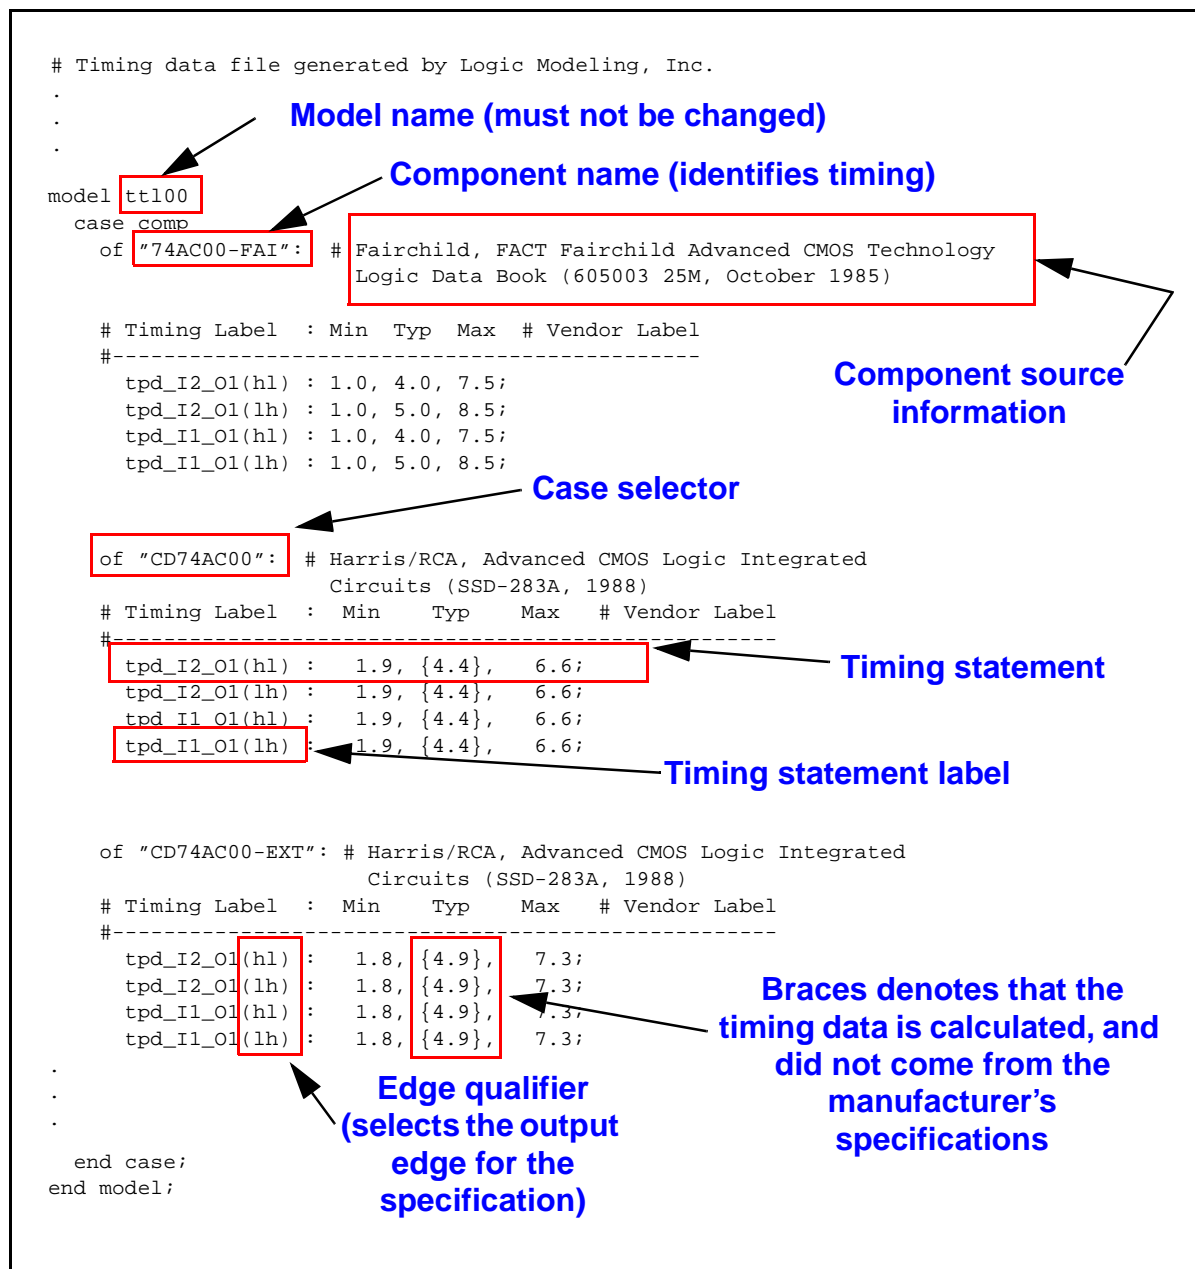 # Timing data file generated by Logic Modeling, Inc.
.
.
.
Model name (must not be changed)
Component name (identifies timing)
model ttl00
case comp
of "74AC00-FAI": # Fairchild, FACT Fairchild Advanced CMOS Technology
Logic Data Book (605003 25M, October 1985)
# Timing Label : Min Typ Max # Vendor Label
#----------------------------------------------
tpd_I2_O1(hl) : 1.0, 4.0, 7.5;
tpd_I2_O1(lh) : 1.0, 5.0, 8.5;
tpd_I1_O1(hl) : 1.0, 4.0, 7.5;
tpd_I1_O1(lh) : 1.0, 5.0, 8.5;
Component source
information
Case selector
of "CD74AC00": # Harris/RCA, Advanced CMOS Logic Integrated
Circuits (SSD-283A, 1988)
# Timing Label : Min Typ Max # Vendor Label
#----------------------------------------------------
tpd_I2_O1(hl) : 1.9, {4.4}, 6.6;
tpd_I2_O1(lh) : 1.9, {4.4}, 6.6;
tpd_I1_O1(hl) : 1.9, {4.4}, 6.6;
tpd_I1_O1(lh) : 1.9, {4.4}, 6.6;
Timing statement
Timing statement label
of "CD74AC00-EXT": # Harris/RCA, Advanced CMOS Logic Integrated
Circuits (SSD-283A, 1988)
# Timing Label : Min Typ Max # Vendor Label
#----------------------------------------------------
tpd_I2_O1(hl) : 1.8, {4.9}, 7.3;
tpd_I2_O1(lh) : 1.8, {4.9}, 7.3;
tpd_I1_O1(hl) : 1.8, {4.9}, 7.3;
tpd_I1_O1(lh) : 1.8, {4.9}, 7.3;
Braces denotes that the
timing data is calculated, and
did not come from the
manufacturer's
specifications
.
.
.
Edge qualifier
(selects the output
edge for the
specification)
end case;
end model;